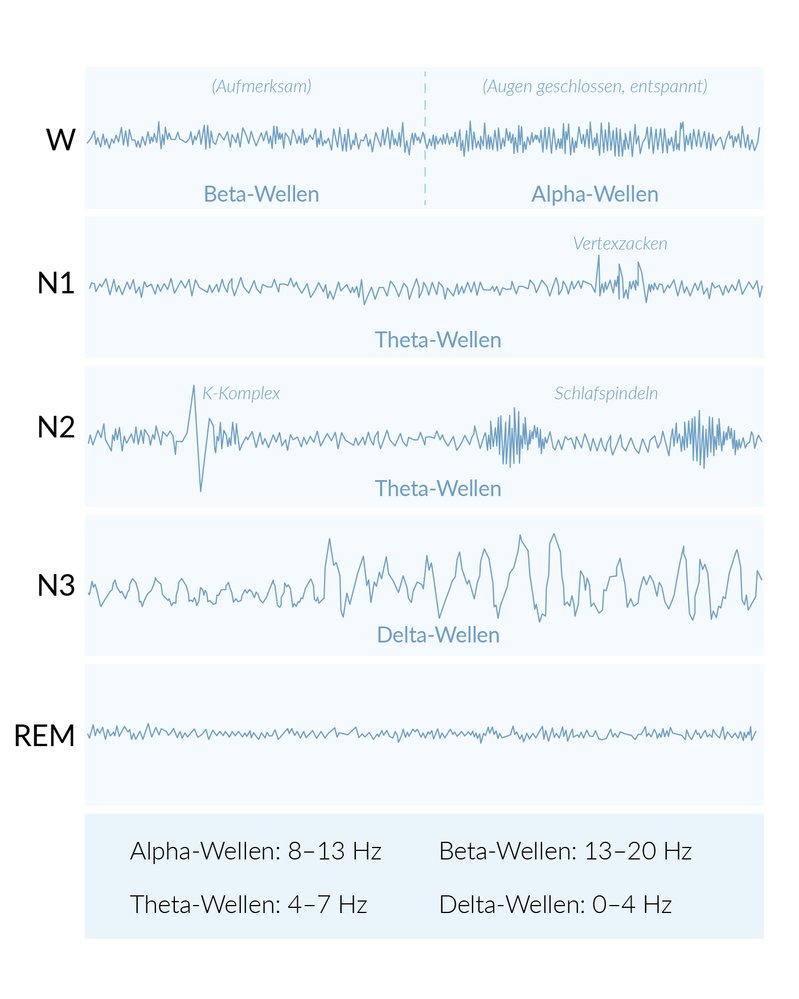 (Aufmerksam)
(Augen geschlossen, entspannt)
W
Beta-Wellen
Alpha-Wellen
Vertexzacken
N1
Theta-Wellen
K-Komplex
Schlafspindeln
N2
Theta-Wellen
N3
Delta-Wellen
REM
Alpha-Wellen: 8–13 Hz
Beta-Wellen: 13–20 Hz
Theta-Wellen: 4–7 Hz
Delta-Wellen: 0–4 Hz